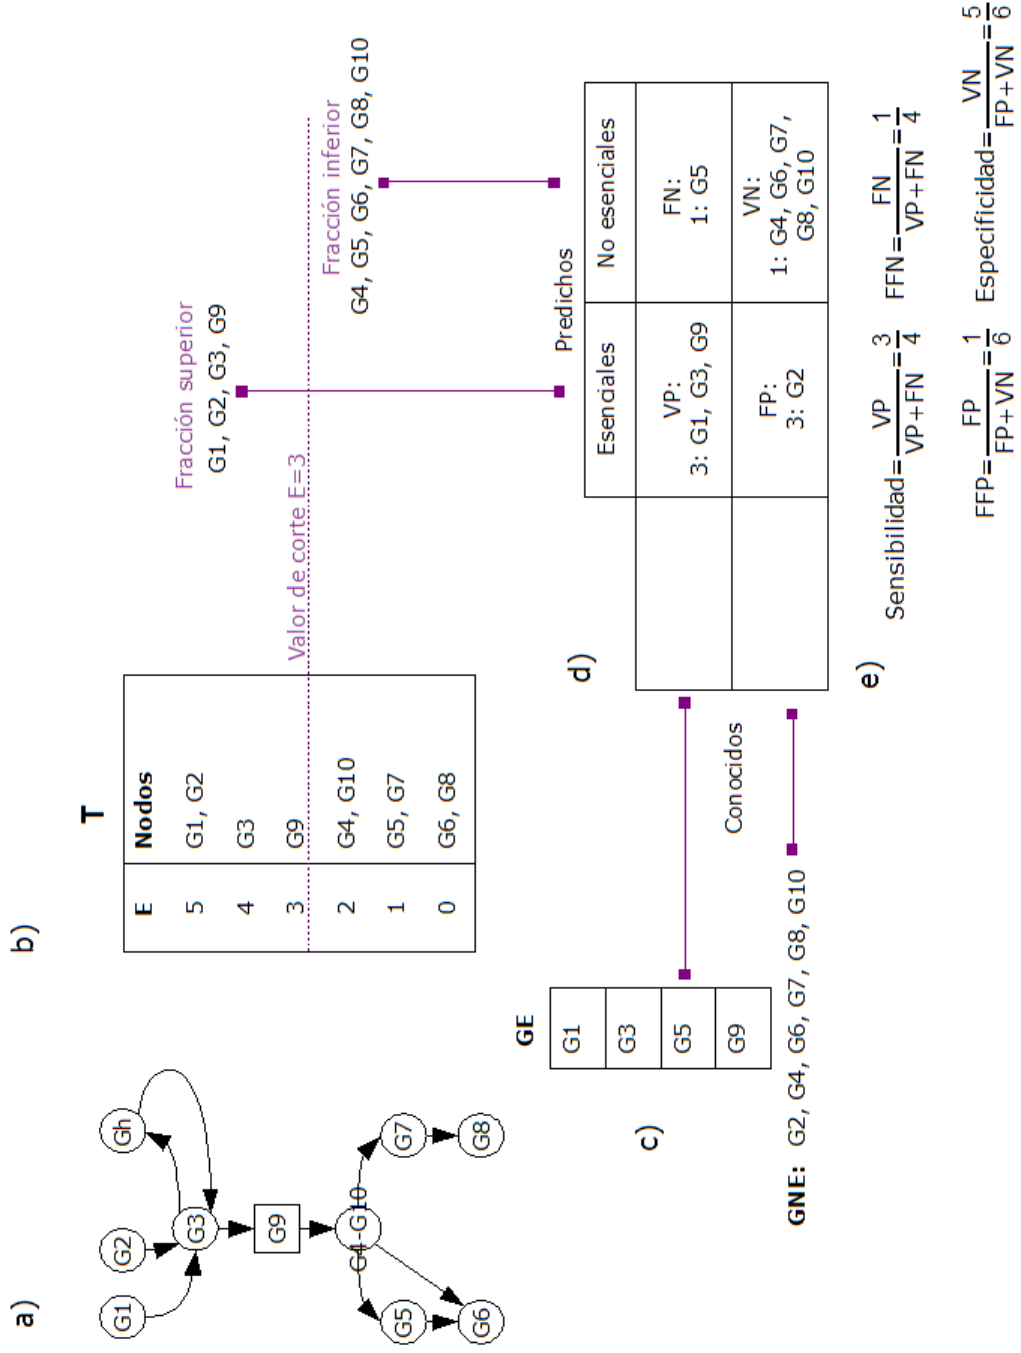 a)
G1
G2
Gh
G3
G9
G4-G10
G5
G7
G6
G8
b)
T
E Nodos
5 G1, G2
4 G3
3 G9
2 G4, G10
1 G5, G7
0 G6, G8
Valor de corte E=3
Fracción superior
G1, G2, G3, G9
Fracción inferior
G4, G5, G6, G7, G8, G10
c)
GE
G1
G3
G5
G9
GNE: G2, G4, G6, G7, G8, G10
Conocidos
d)
Predichos
Esenciales No esenciales
VP:
3: G1, G3, G9
FN:
1: G5
FP:
3: G2
VN:
1: G4, G6, G7,
G8, G10
e)
Sensibilidad=VP/VP+FN=3/4
FFN=FN/VP+FN=1/4
FFP=FP/FP+VN=1/6
Especificidad=VN/FP+VN=5/6